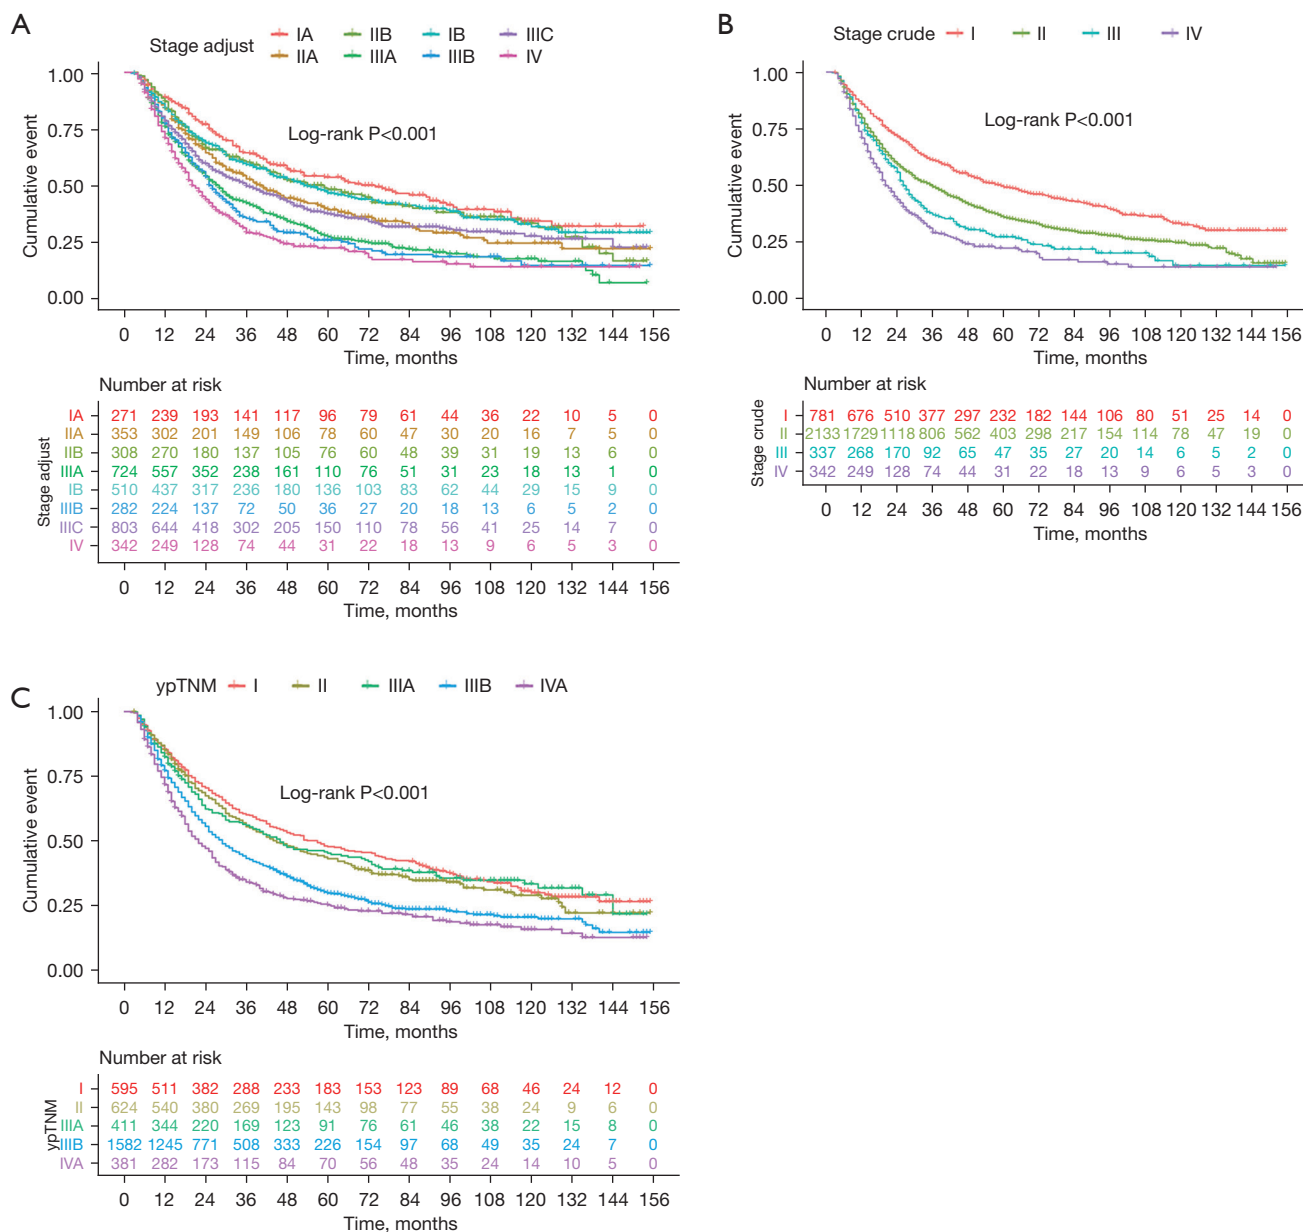 A
Stage adjust
IA IIB IB IIIC
IIA IIIA IIIB IV
Cumulative event
1.00
0.75
0.50
0.25
0.00
Log-rank P<0.001
0 12 24 36 48 60 72 84 96 108 120 132 144 156
Time, months
Number at risk
Stage adjust
IA 271 239 193 141 117 96 79 61 44 36 22 10 5 0
IIA 353 302 201 149 106 78 60 47 30 20 16 7 5 0
IIB 308 270 180 137 105 76 60 48 39 31 19 13 6 0
IIIA 724 557 352 238 161 110 76 51 31 23 18 13 1 0
IB 510 437 317 236 180 136 103 83 62 44 29 15 9 0
IIIB 282 224 137 72 50 36 27 20 18 13 6 5 2 0
IIIC 803 644 418 302 205 150 110 78 56 41 25 14 7 0
IV 342 249 128 74 44 31 22 18 13 9 6 5 3 0
0 12 24 36 48 60 72 84 96 108 120 132 144 156
Time, months
B
Stage crude I II III IV
Cumulative event
1.00
0.75
0.50
0.25
0.00
Log-rank P<0.001
0 12 24 36 48 60 72 84 96 108 120 132 144 156
Time, months
Number at risk
Stage crude
I 781 676 510 377 297 232 182 144 106 80 51 25 14 0
II 2133 1729 1118 806 562 403 298 217 154 114 78 47 19 0
III 337 268 170 92 65 47 35 27 20 14 6 5 2 0
IV 342 249 128 74 44 31 22 18 13 9 6 5 3 0
0 12 24 36 48 60 72 84 96 108 120 132 144 156
Time, months
C
ypTNM I II IIIA IIIB IVA
Cumulative event
1.00
0.75
0.50
0.25
0.00
Log-rank P<0.001
0 12 24 36 48 60 72 84 96 108 120 132 144 156
Time, months
Number at risk
ypTNM
I 595 511 382 288 233 183 153 123 89 68 46 24 12 0
II 624 540 380 269 195 143 98 77 55 38 24 9 6 0
IIIA 411 344 220 169 123 91 76 61 46 38 22 15 8 0
IIIB 1582 1245 771 508 333 226 154 97 68 49 35 24 7 0
IVA 381 282 173 115 84 70 56 48 35 24 14 10 5 0
0 12 24 36 48 60 72 84 96 108 120 132 144 156
Time, months